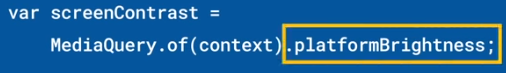 var screenContrast =
MediaQuery.of(context).platformBrightness;